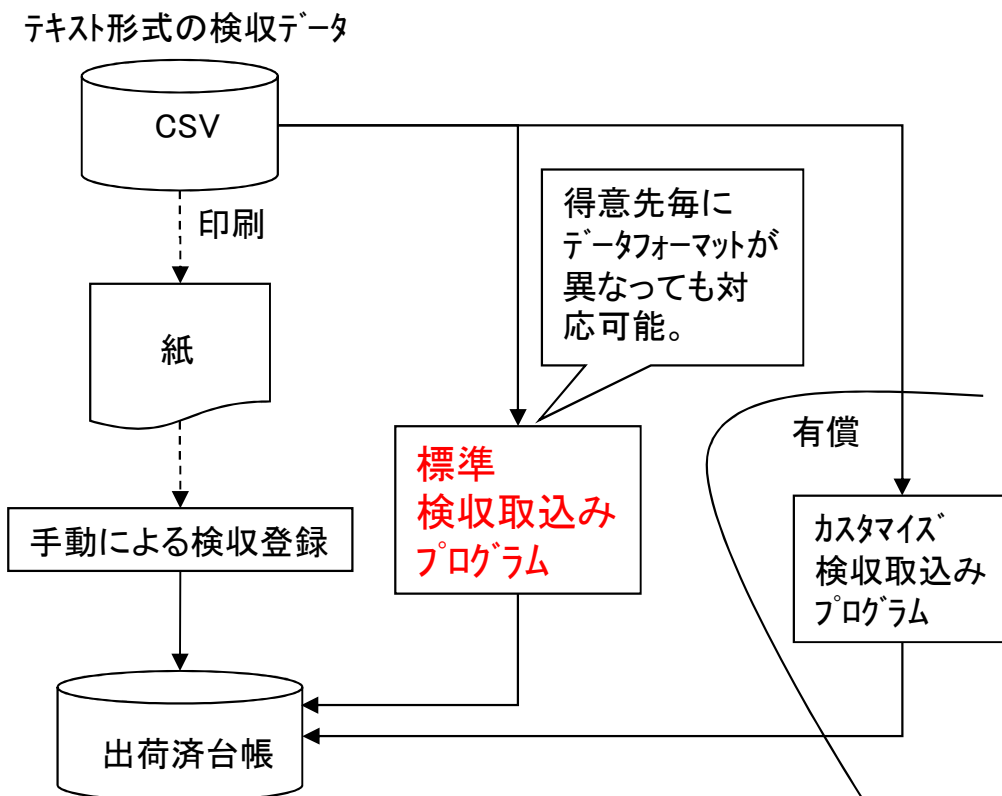 ﾃｷｽﾄ形式の検収ﾃﾞｰﾀ
CSV
印刷
紙
手動による検収登録
出荷済台帳
得意先毎に
ﾃﾞｰﾀﾌｫｰﾏｯﾄが
異なっても対
応可能。
標準
検収取込み
ﾌﾟﾛｸﾞﾗﾑ
有償
ｶｽﾀﾏｲｽﾞ
検収取込み
ﾌﾟﾛｸﾞﾗﾑ